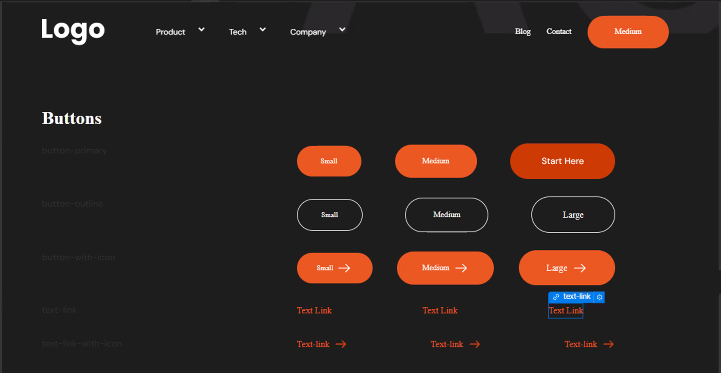 Logo
Product
Tech
Company
Blog
Contact
Medium
Buttons
button-primary
Small
Medium
Start Here
button-outline
Small
Medium
Large
button-with-icon
Small
Medium
Large
text-link
text-link
Text Link
Text Link
Text Link
text-link-with-icon
Text-link
Text-link
Text-link